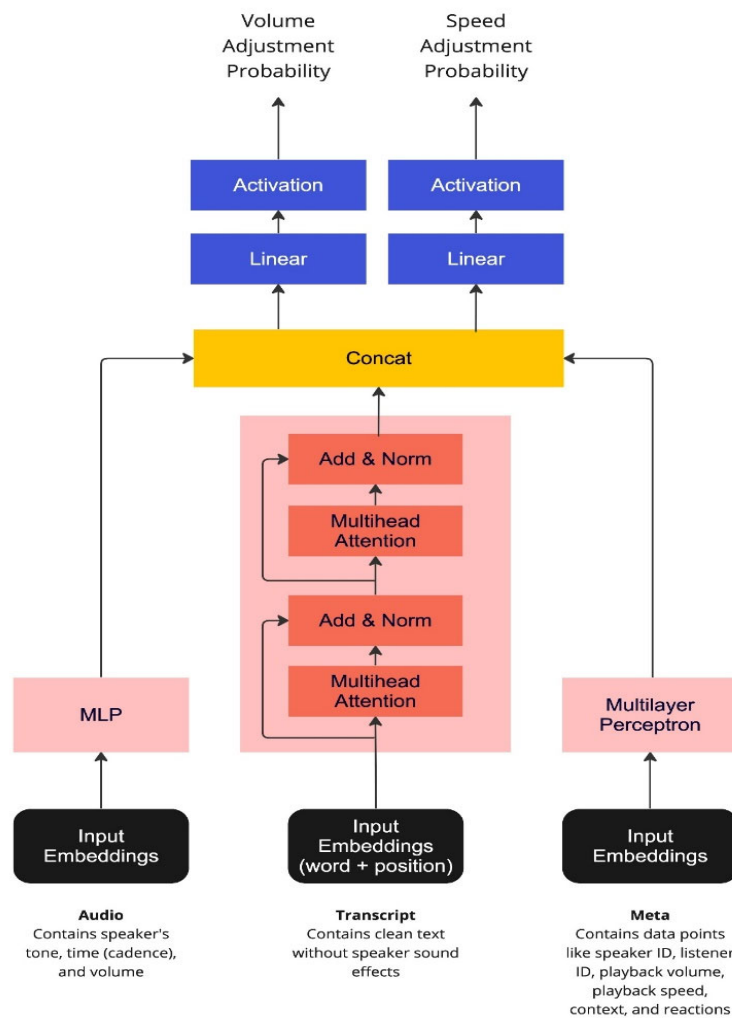 Volume
Adjustment
Probability
Speed
Adjustment
Probability
Activation
Activation
Linear
Linear
Concat
Add & Norm
Multihead
Attention
Add & Norm
Multihead
Attention
MLP
Multilayer
Perceptron
Input
Embeddings
Input
Embeddings
(word + position)
Input
Embeddings
Audio
Contains speaker's
tone, time (cadence),
and volume
Transcript
Contains clean text
without speaker sound
effects
Meta
Contains data points
like speaker ID, listener
ID, playback volume,
playback speed,
context, and reactions